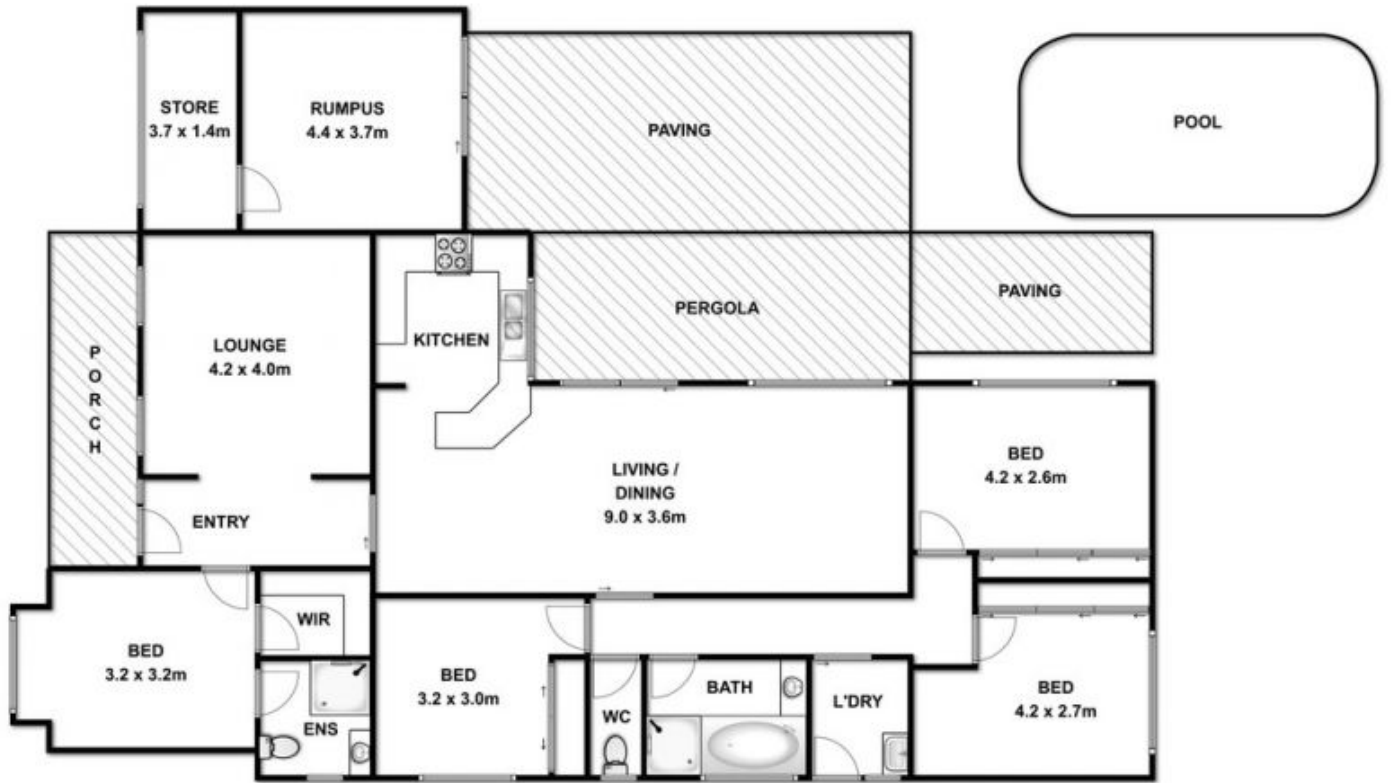 STORE
3.7 x 1.4m
RUMPUS
4.4 x 3.7m
PAVING
POOL
PORCH
LOUNGE
4.2 x 4.0m
KITCHEN
PERGOLA
PAVING
ENTRY
LIVING /
DINING
9.0 x 3.6m
BED
4.2 x 2.6m
BED
3.2 x 3.2m
WIR
ENS
BED
3.2 x 3.0m
WC
BATH
L'DRY
BED
4.2 x 2.7m